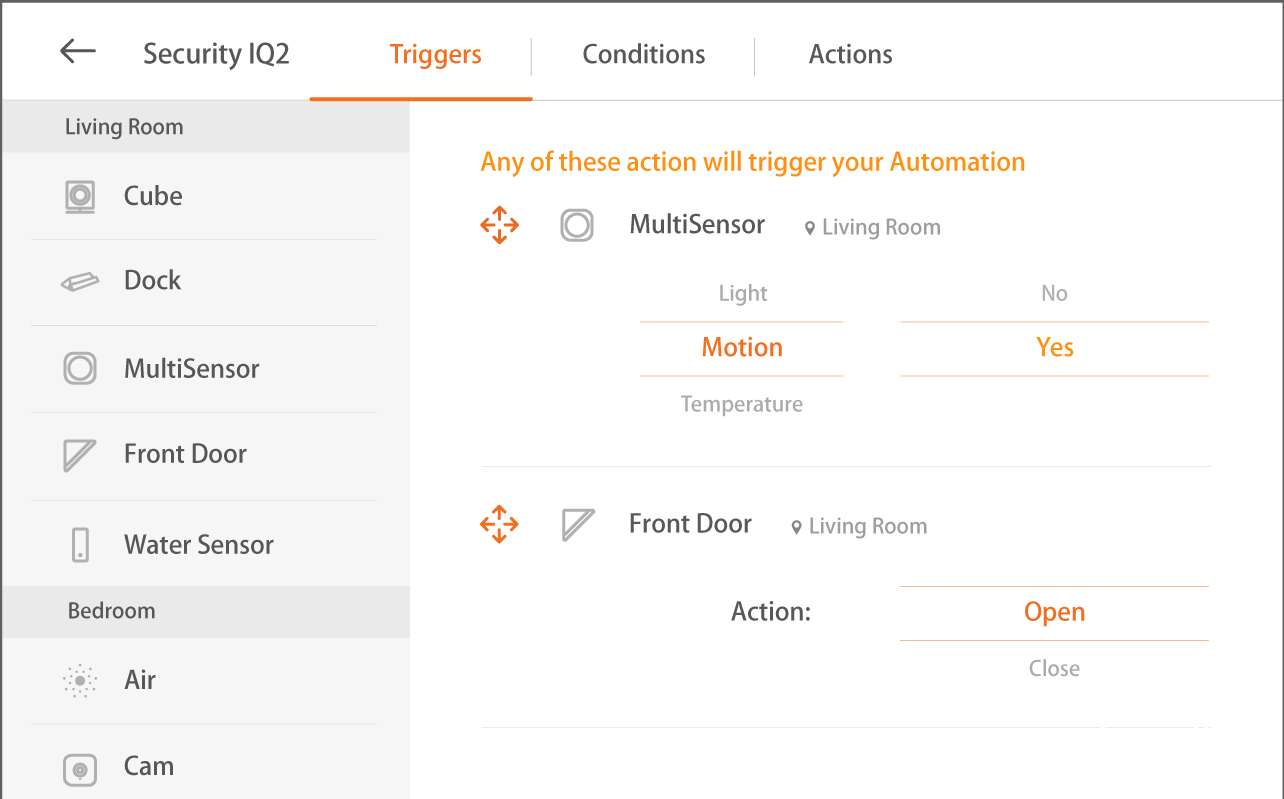 Security IQ2
Triggers
Conditions
Actions
Living Room
Cube
Dock
MultiSensor
Front Door
Water Sensor
Bedroom
Air
Cam
Any of these action will trigger your Automation
MultiSensor Living Room
Light No
Motion Yes
Temperature
Front Door Living Room
Action: Open
Close